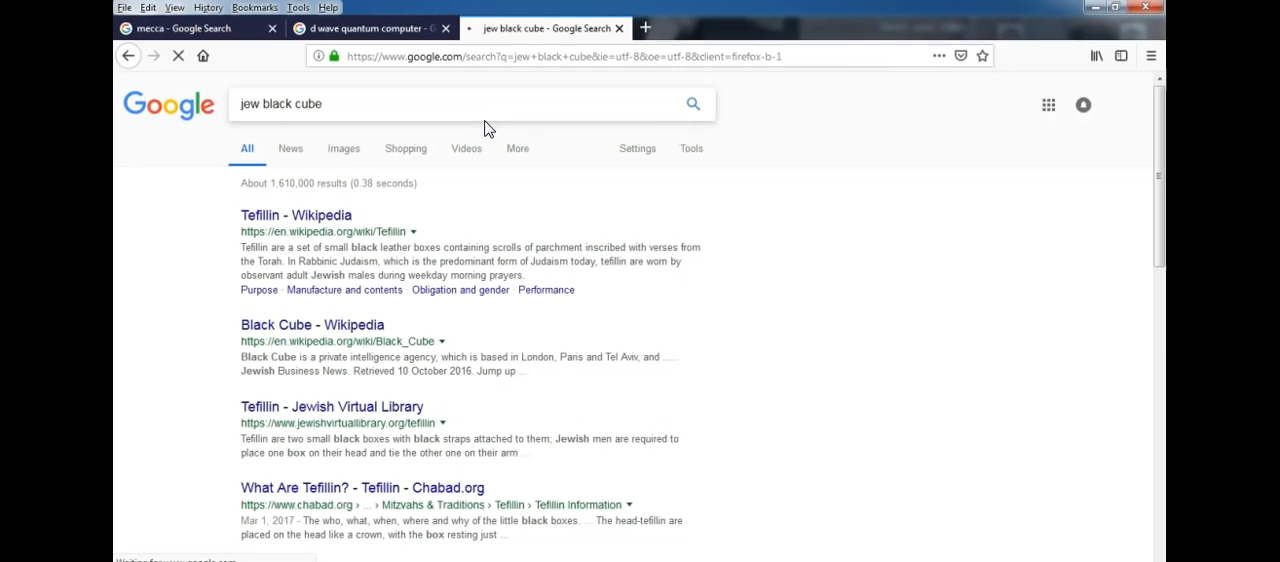 File Edit View History Bookmarks Tools Help
mecca - Google Search d wave quantum computer - G jew black cube - Google Search
https://www.google.com/search?q=jew+black+cube&ie=utf-8&oe=utf-8&client=firefox-b-1
Google jew black cube
All News Images Shopping Videos More Settings Tools
About 1,610,000 results (0.38 seconds)
Tefillin - Wikipedia
https://en.wikipedia.org/wiki/Tefillin
Tefillin are a set of small black leather boxes containing scrolls of parchment inscribed with verses from
the Torah. In Rabbinic Judaism, which is the predominant form of Judaism today, tefillin are worn by
observant adult Jewish males during weekday morning prayers.
Purpose · Manufacture and contents · Obligation and gender · Performance
Black Cube - Wikipedia
https://en.wikipedia.org/wiki/Black_Cube
Black Cube is a private intelligence agency, which is based in London, Paris and Tel Aviv, and ...
Jewish Business News. Retrieved 10 October 2016. Jump up ...
Tefillin - Jewish Virtual Library
https://www.jewishvirtuallibrary.org/tefillin
Tefillin are two small black boxes with black straps attached to them; Jewish men are required to
place one box on their head and tie the other one on their arm ...
What Are Tefillin? - Tefillin - Chabad.org
https://www.chabad.org › ... › Mitzvahs & Traditions › Tefillin › Tefillin Information
Mar 1, 2017 - The who, what, when, where and why of the little black boxes. ... The head-tefillin are
placed on the head like a crown, with the box resting just ...